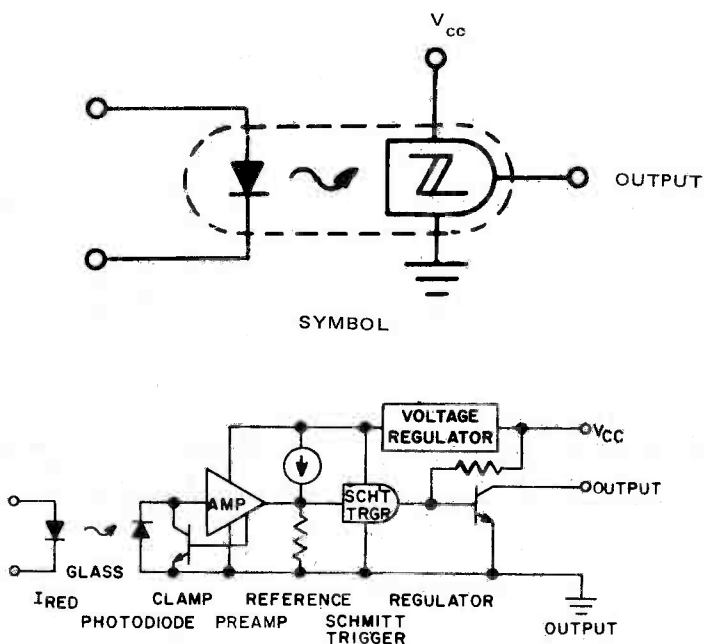 Vcc
OUTPUT
SYMBOL
VOLTAGE
REGULATOR
VCC
AMP
SCHT
TRGR
OUTPUT
GLASS
IRED
CLAMP
REFERENCE
REGULATOR
PHOTODIODE
PREAMP
SCHMITT
TRIGGER
OUTPUT